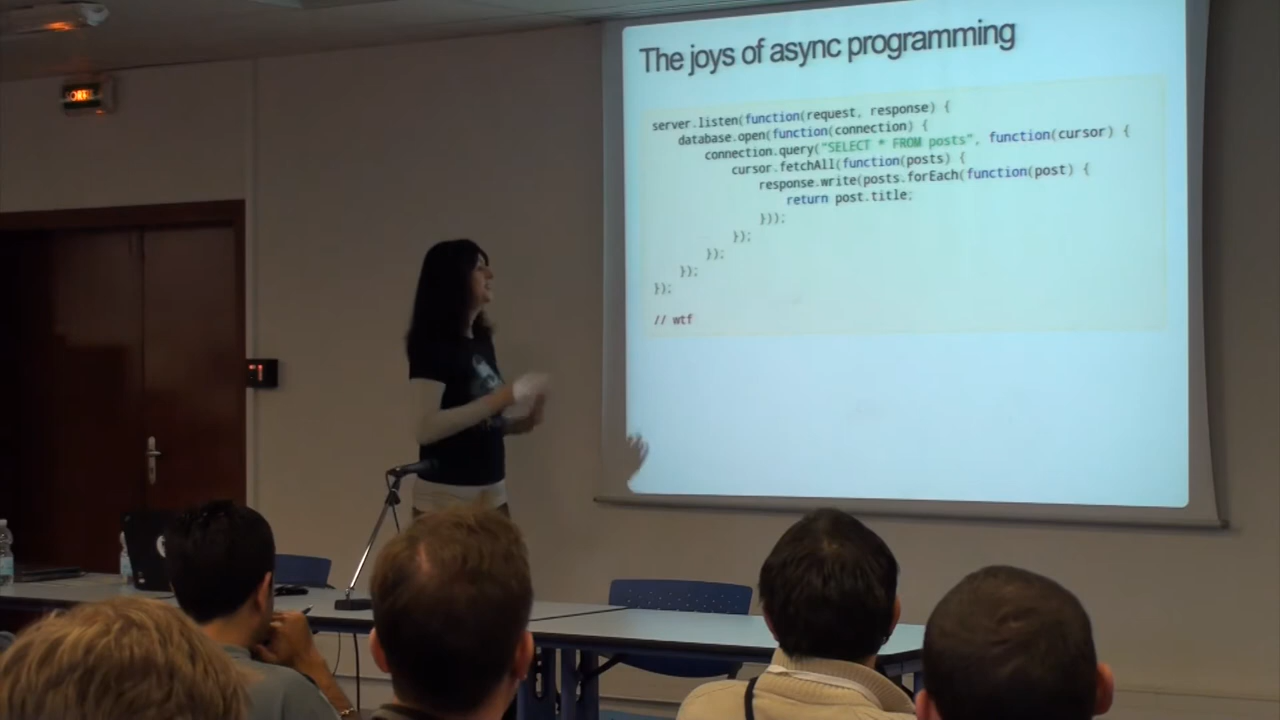 The joys of async programming
server.listen(function(request, response) {
database.open(function(connection) {
connection.query("SELECT * FROM posts", function(cursor) {
cursor.fetchAll(function(posts) {
response.write(posts.forEach(function(post) {
return post.title;
}));
});
});
});
});
// wtf